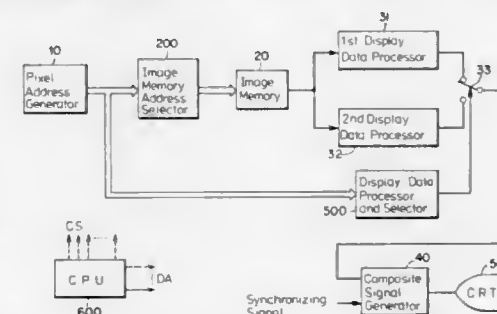 10
Pixel
Address
Generator
200
Image
Memory
Address
Selector
20
Image
Memory
31
1st Display
Data Processor
33
2nd Display
Data Processor
32
Display Data
Processor
and Selector
500
CS
CPU
DA
600
40
Composite
Signal
Generator
Synchronizing
Signal
CRT